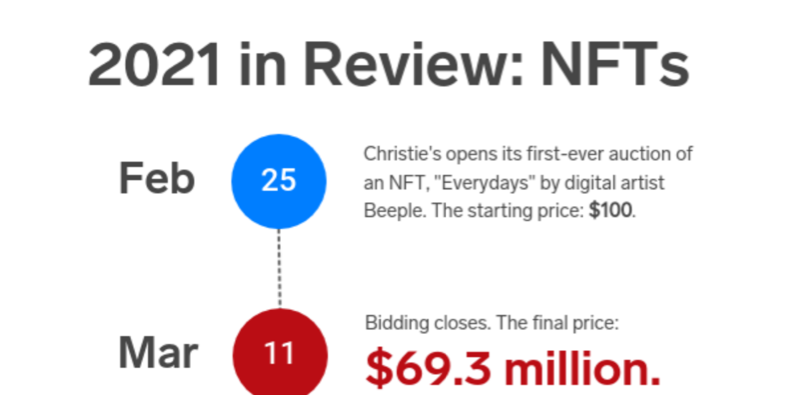 2021 in Review: NFTs
Feb
25
Christie's opens its first-ever auction of
an NFT, "Everydays" by digital artist
Beeple. The starting price: $100.
Mar
11
Bidding closes. The final price:
$69.3 million.